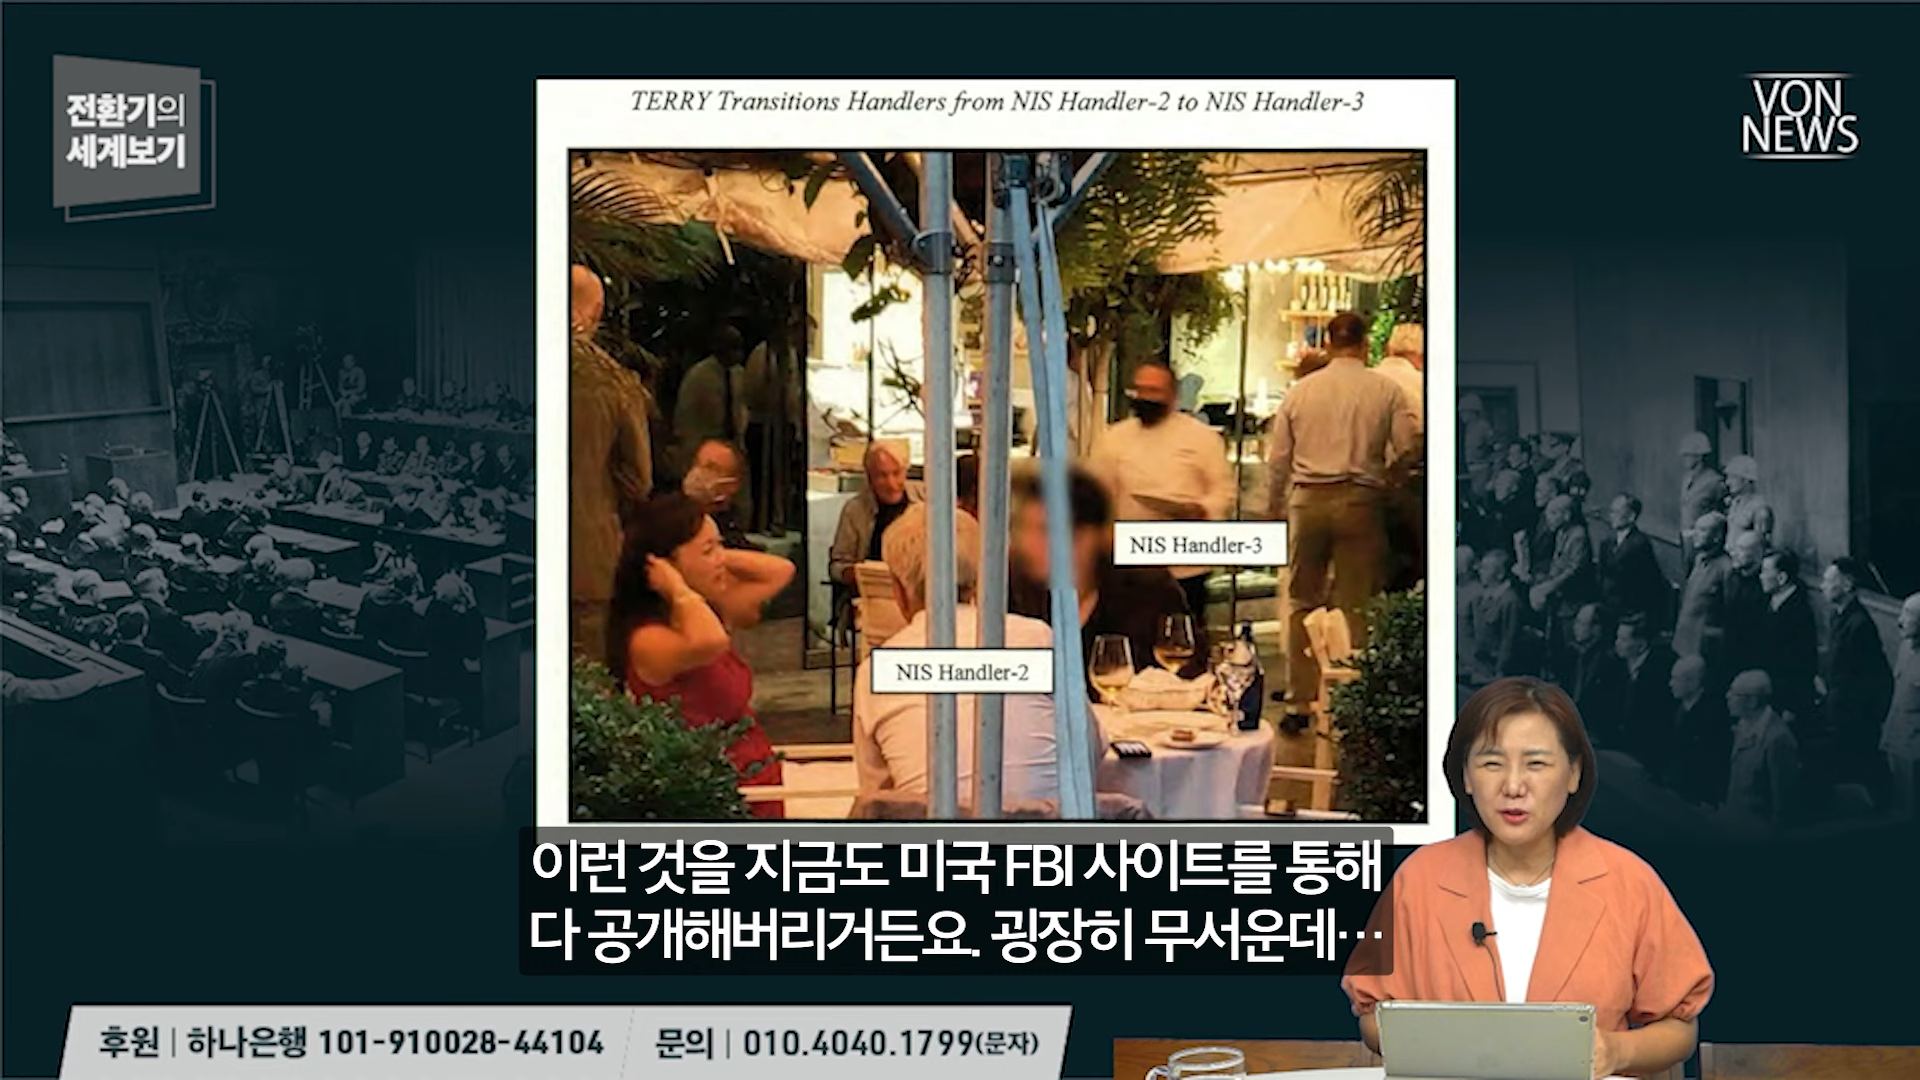 전환기의
세계보기
VON
NEWS
TERRY Transitions Handlers from NIS Handler-2 to NIS Handler-3
NIS Handler-3
NIS Handler-2
이런 것을 지금도 미국 FBI 사이트를 통해
다 공개해버리거든요. 굉장히 무서운데…
후원 | 하나은행 101-910028-44104 문의 | 010.4040.1799(문자)